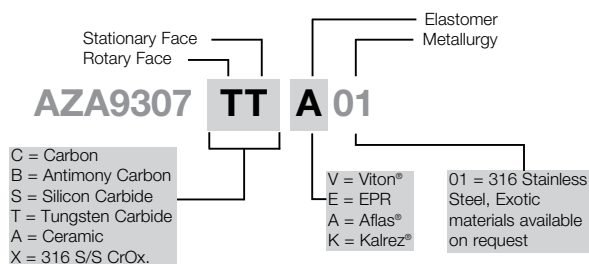 Elastomer
Stationary Face
Metallurgy
Rotary Face
AZA9307 TT A 01
C = Carbon
B = Antimony Carbon
S = Silicon Carbide
T = Tungsten Carbide
A = Ceramic
X = 316 S/S CrOx.
V = Viton®
E = EPR
A = Aflas®
K = Kalrez®
01 = 316 Stainless
Steel, Exotic
materials available
on request